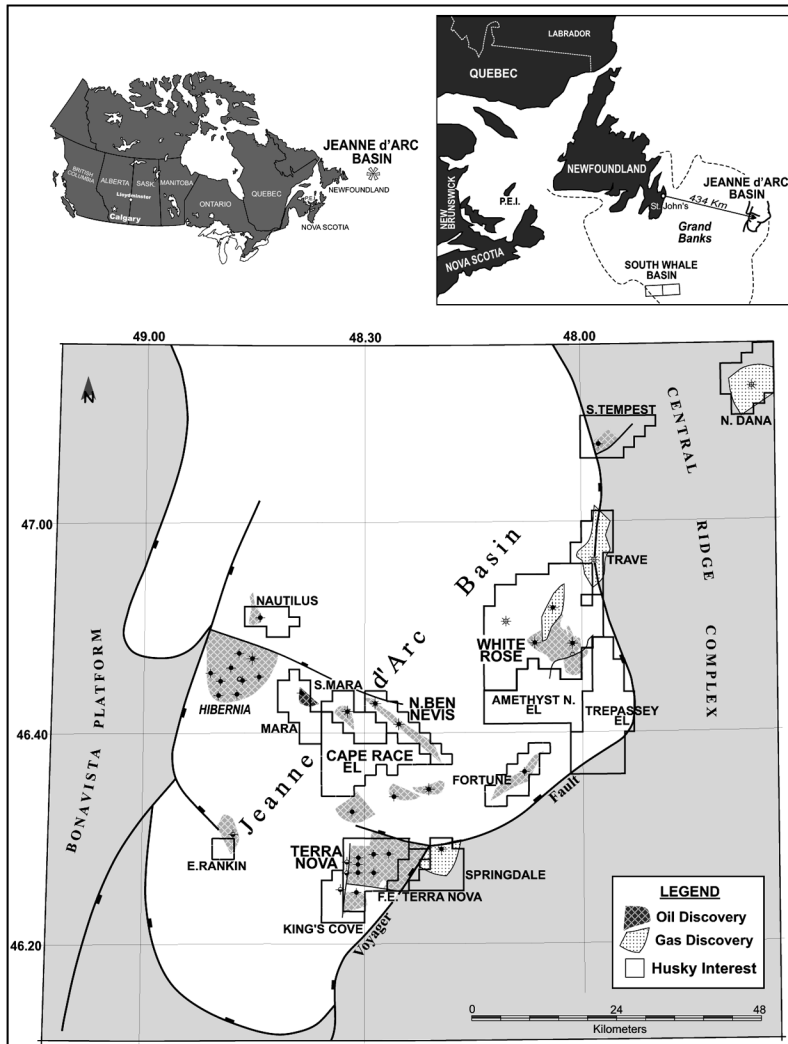 BRITISH
COLUMBIA
ALBERTA
SASK.
MANITOBA
Lloydminster
Calgary
ONTARIO
QUEBEC
P.E.I.
JEANNE d'ARC
BASIN
NEWFOUNDLAND
NOVA SCOTIA
LABRADOR
QUEBEC
NEWFOUNDLAND
JEANNE d'ARC
BASIN
NEW
BRUNSWICK
P.E.I.
St. John's
434 Km
Grand
Banks
NOVA SCOTIA
SOUTH WHALE
BASIN
49.00
48.30
48.00
N
S.TEMPEST
N. DANA
CENTRAL
RIDGE
COMPLEX
47.00
Jeanne d'Arc Basin
TRAVE
NAUTILUS
WHITE
ROSE
HIBERNIA
S.MARA
MARA
N.BEN
NEVIS
AMETHYST N.
EL
TREPASSEY
EL
BONAVISTA PLATFORM
46.40
CAPE RACE
EL
FORTUNE
Fault
E.RANKIN
TERRA
NOVA
SPRINGDALE
F.E. TERRA NOVA
KING'S COVE
Voyager
46.20
LEGEND
Oil Discovery
Gas Discovery
Husky Interest
0 24 48
Kilometers